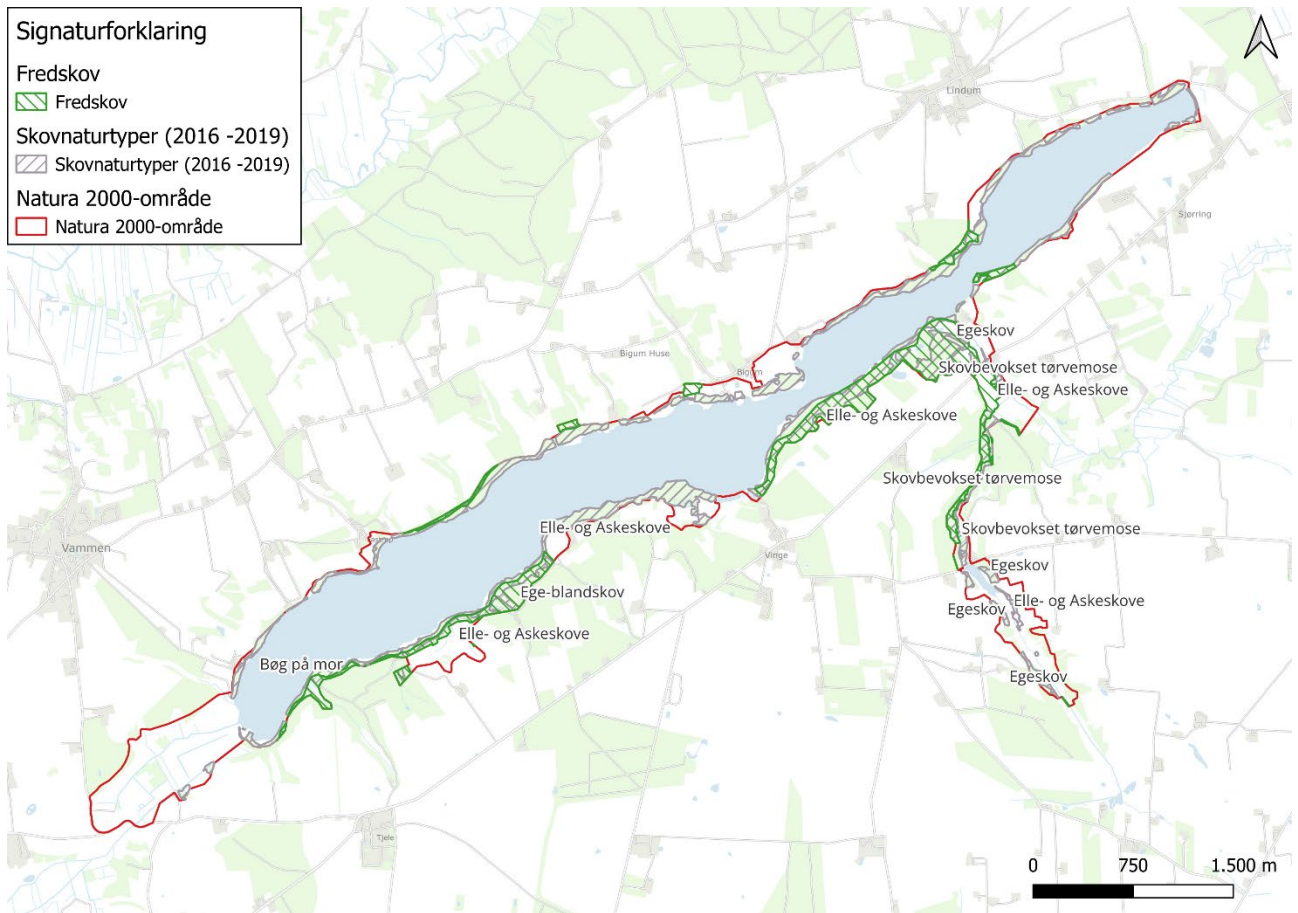 Signaturforklaring
Fredskov
Fredskov
Skovnaturtyper (2016 -2019)
Skovnaturtyper (2016 -2019)
Natura 2000-område
Natura 2000-område
Lindum
Sjørring
Egeskov
Bigum Huse
Bigum
Skovbevokset tørvemose
Elle- og Askeskove
Elle- og Askeskove
Skovbevokset tørvemose
Elle- og Askeskove
Skovbevokset tørvemose
Vammen
Vinge
Egeskov
Ege-blandskov
Elle- og Askeskove
Egeskov
Elle- og Askeskove
Bøg på mor
Egeskov
Tjele
0 750 1.500 m